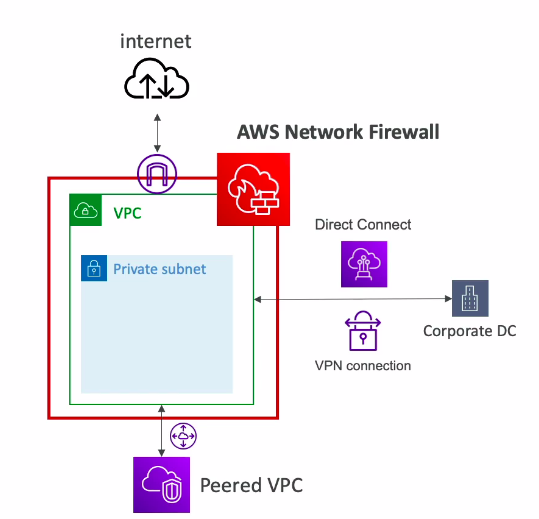 internet
AWS Network Firewall
VPC
Direct Connect
Private subnet
Corporate DC
VPN connection
Peered VPC